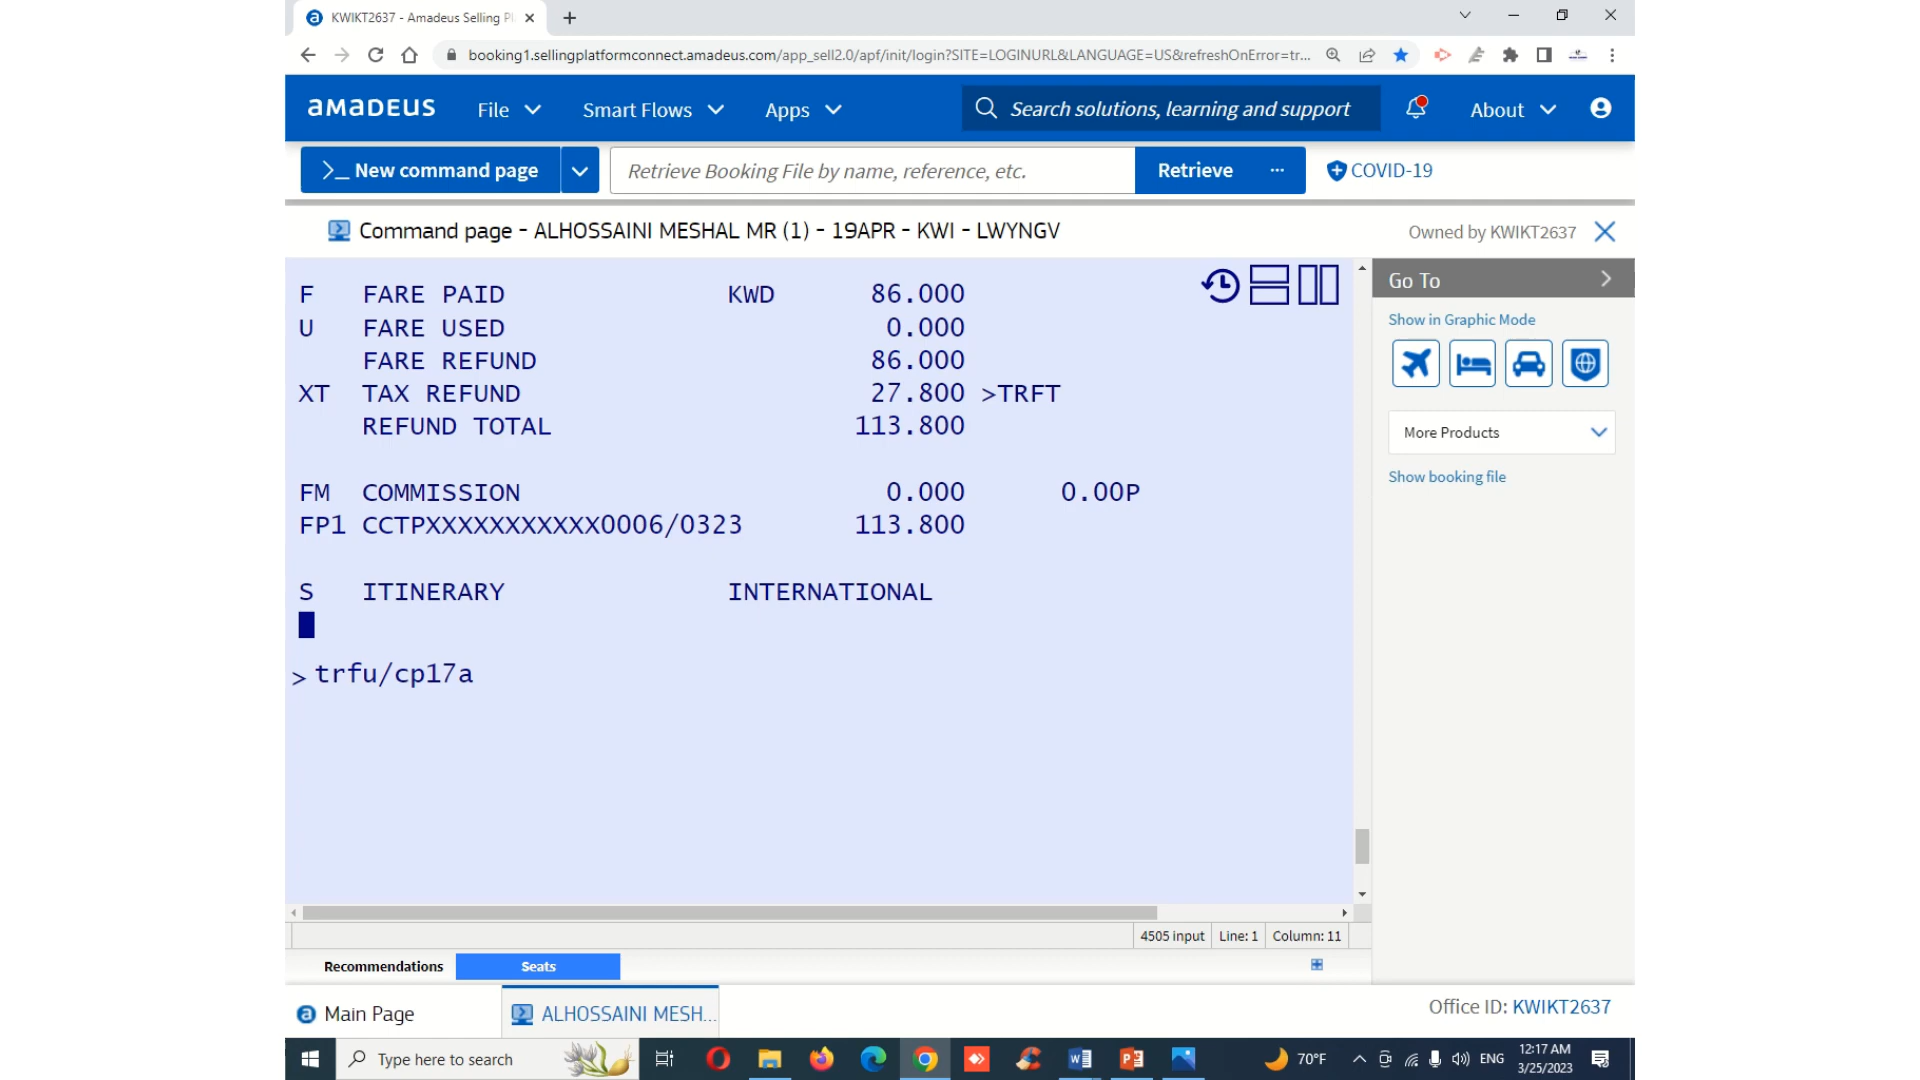 KWIKT2637 - Amadeus Selling Pl
booking1.sellingplatformconnect.amadeus.com/app_sell2.0/apf/init/login?SITE=LOGINURL&LANGUAGE=US&refreshOnError=tr...
amadeus File Smart Flows Apps Search solutions, learning and support About
New command page Retrieve Booking File by name, reference, etc. Retrieve ... COVID-19
Command page - ALHOSSAINI MESHAL MR (1) - 19APR - KWI - LWYNGV Owned by KWIKT2637
F FARE PAID KWD 86.000
U FARE USED 0.000
FARE REFUND 86.000
XT TAX REFUND 27.800 >TRFT
REFUND TOTAL 113.800
FM COMMISSION 0.000 0.00P
FP1 CCTPXXXXXXXXXXX0006/0323 113.800
S ITINERARY INTERNATIONAL
> trfu/cp17a
Go To
Show in Graphic Mode
More Products
Show booking file
4505 input Line: 1 Column: 11
Recommendations Seats
Main Page ALHOSSAINI MESH... Office ID: KWIKT2637
Type here to search 70°F ENG 12:17 AM
3/25/2023